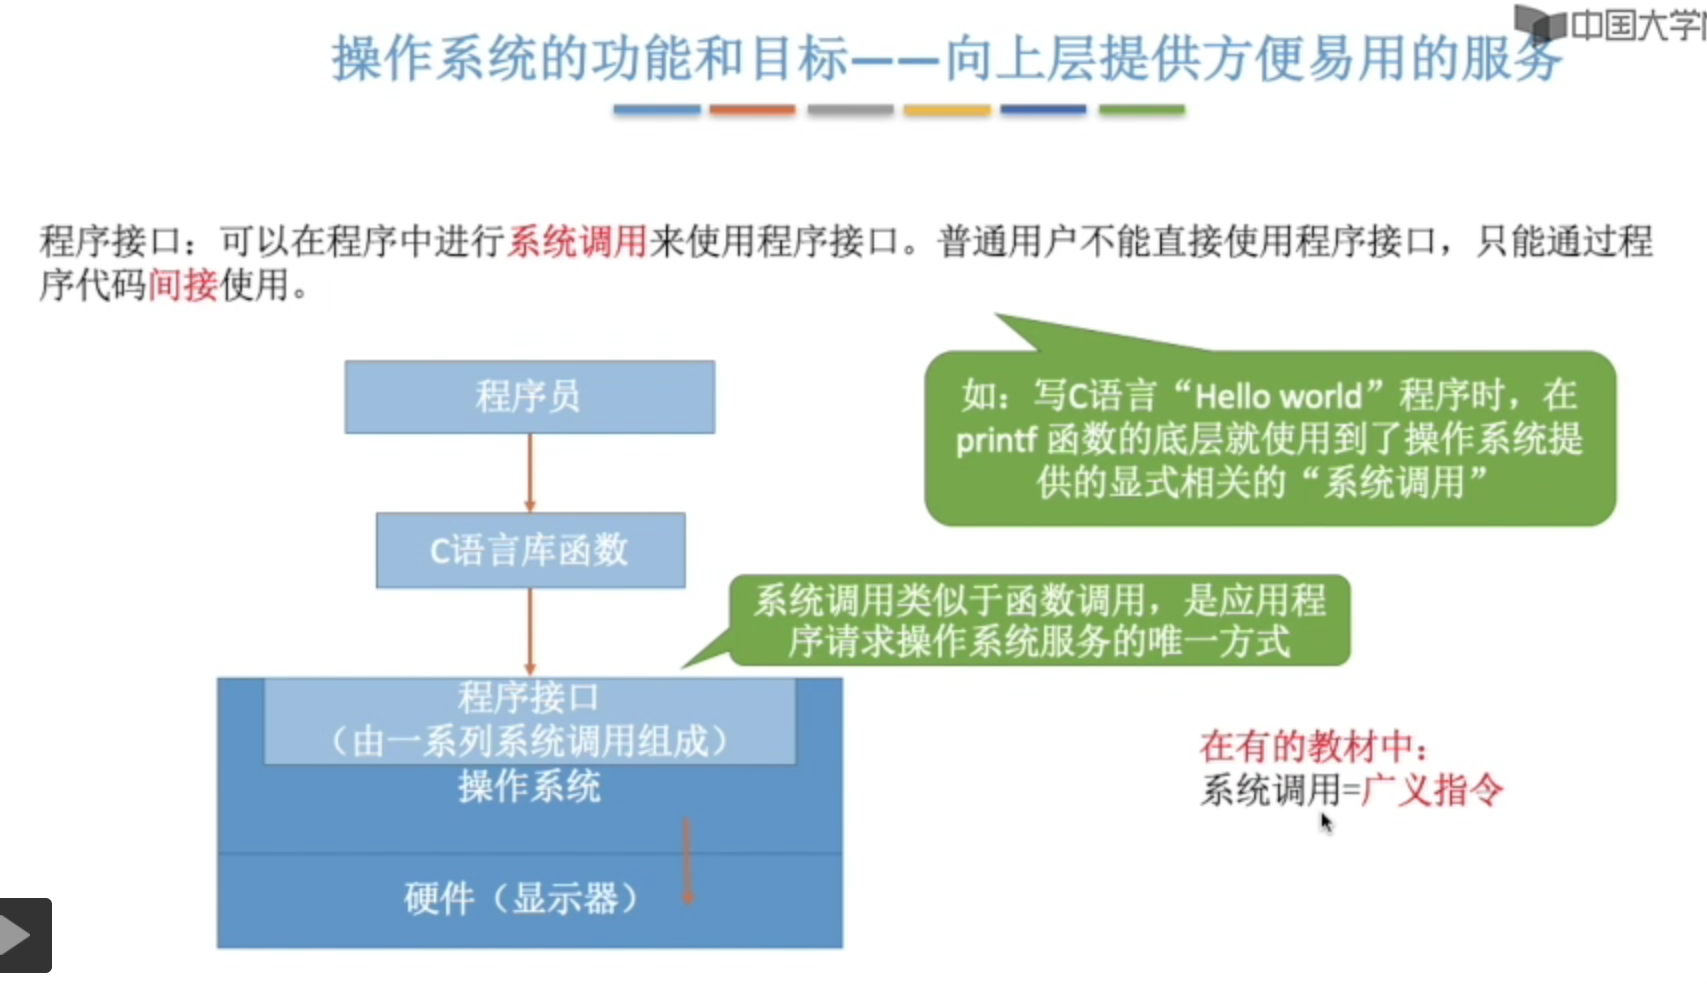 中国大学
操作系统的功能和目标——向上层提供方便易用的服务
程序接口：可以在程序中进行系统调用来使用程序接口。普通用户不能直接使用程序接口，只能通过程
序代码间接使用。
程序员
如：写C语言“Hello world”程序时，在
printf 函数的底层就使用到了操作系统提
供的显式相关的“系统调用”
C语言库函数
系统调用类似于函数调用，是应用程
序请求操作系统服务的唯一方式
程序接口
（由一系列系统调用组成）
操作系统
在有的教材中：
系统调用=广义指令
硬件（显示器）